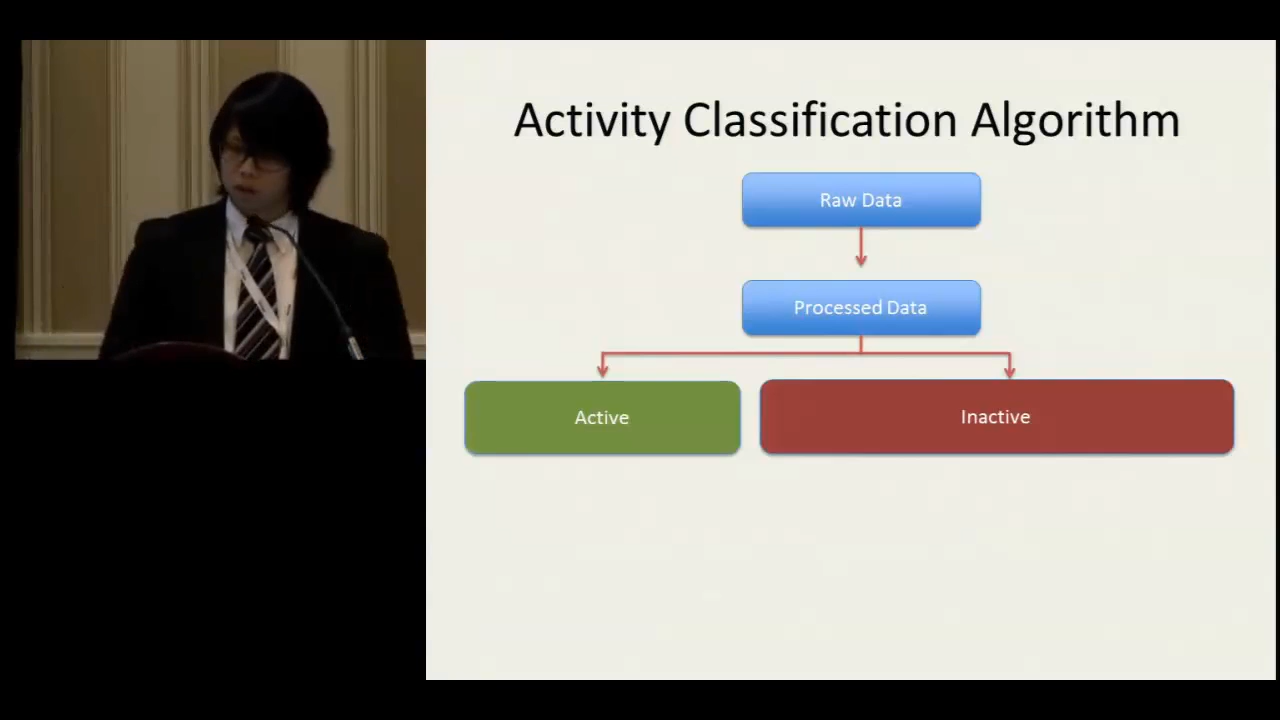 Activity Classification Algorithm
Raw Data
Processed Data
Active
Inactive